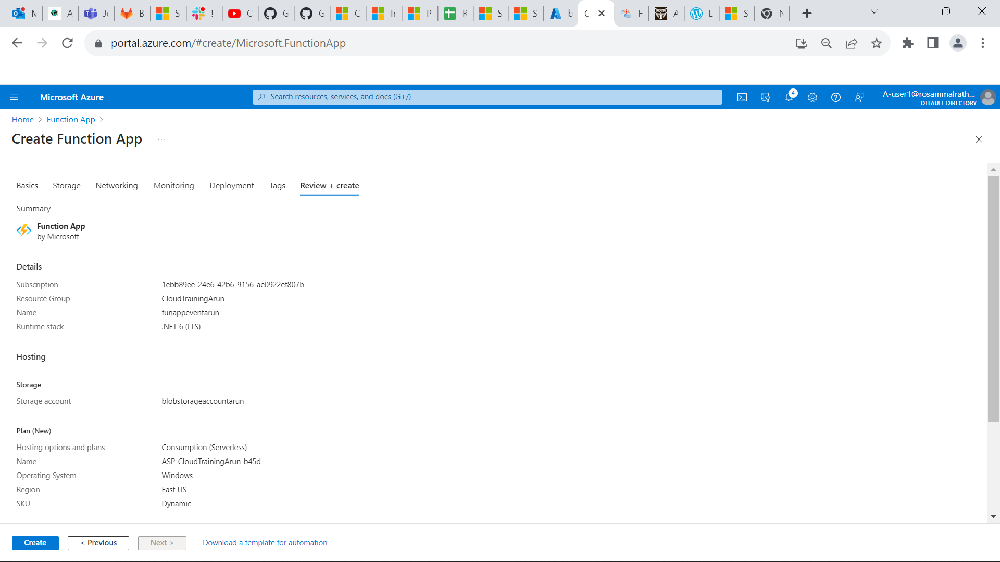 M A Jo B S ! C G G C Ir P R S S b C H A L S N
portal.azure.com/#create/Microsoft.FunctionApp
Microsoft Azure
Search resources, services, and docs (G+/)
4
A-user1@rosammalrath...
DEFAULT DIRECTORY
Home > Function App >
Create Function App ...
Basics Storage Networking Monitoring Deployment Tags Review + create
Summary
Function App
by Microsoft
Details
Subscription 1ebb89ee-24e6-42b6-9156-ae0922ef807b
Resource Group CloudTrainingArun
Name funappeventarun
Runtime stack .NET 6 (LTS)
Hosting
Storage
Storage account blobstorageaccountarun
Plan (New)
Hosting options and plans Consumption (Serverless)
Name ASP-CloudTrainingArun-b45d
Operating System Windows
Region East US
SKU Dynamic
Create < Previous Next > Download a template for automation